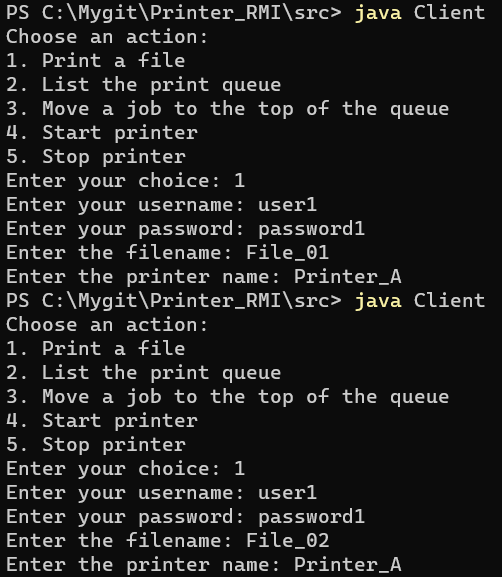 PS C:\Mygit\Printer_RMI\src> java Client
Choose an action:
1. Print a file
2. List the print queue
3. Move a job to the top of the queue
4. Start printer
5. Stop printer
Enter your choice: 1
Enter your username: user1
Enter your password: password1
Enter the filename: File_01
Enter the printer name: Printer_A
PS C:\Mygit\Printer_RMI\src> java Client
Choose an action:
1. Print a file
2. List the print queue
3. Move a job to the top of the queue
4. Start printer
5. Stop printer
Enter your choice: 1
Enter your username: user1
Enter your password: password1
Enter the filename: File_02
Enter the printer name: Printer_A